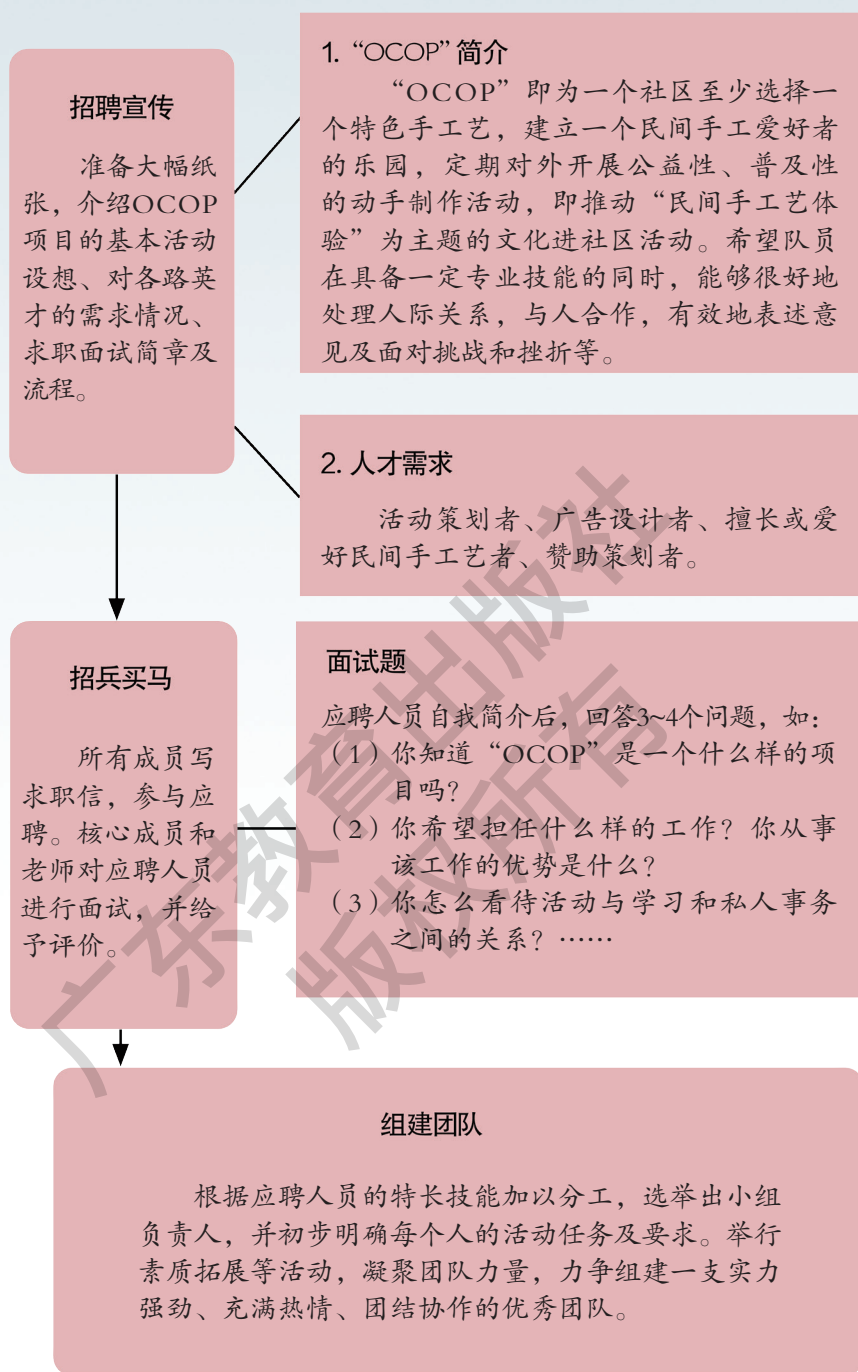 招聘宣传
准备大幅纸
张，介绍OCOP
项目的基本活动
设想、对各路英
才的需求情况、
求职面试简章及
流程。
1. “OCOP”简介
“OCOP”即为一个社区至少选择一
个特色手工艺，建立一个民间手工爱好者
的乐园，定期对外开展公益性、普及性
的动手制作活动，即推动“民间手工艺体
验”为主题的文化进社区活动。希望队员
在具备一定专业技能的同时，能够很好地
处理人际关系，与人合作，有效地表述意
见及面对挑战和挫折等。
2. 人才需求
活动策划者、广告设计者、擅长或爱
好民间手工艺者、赞助策划者。
招兵买马
所有成员写
求职信，参与应
聘。核心成员和
老师对应聘人员
进行面试，并给
予评价。
面试题
应聘人员自我简介后，回答3~4个问题，如：
（1）你知道“OCOP”是一个什么样的项
目吗？
（2）你希望担任什么样的工作？你从事
该工作的优势是什么？
（3）你怎么看待活动与学习和私人事务
之间的关系？……
组建团队
根据应聘人员的特长技能加以分工，选举出小组
负责人，并初步明确每个人的活动任务及要求。举行
素质拓展等活动，凝聚团队力量，力争组建一支实力
强劲、充满热情、团结协作的优秀团队。
广东教育出版社
版权所有